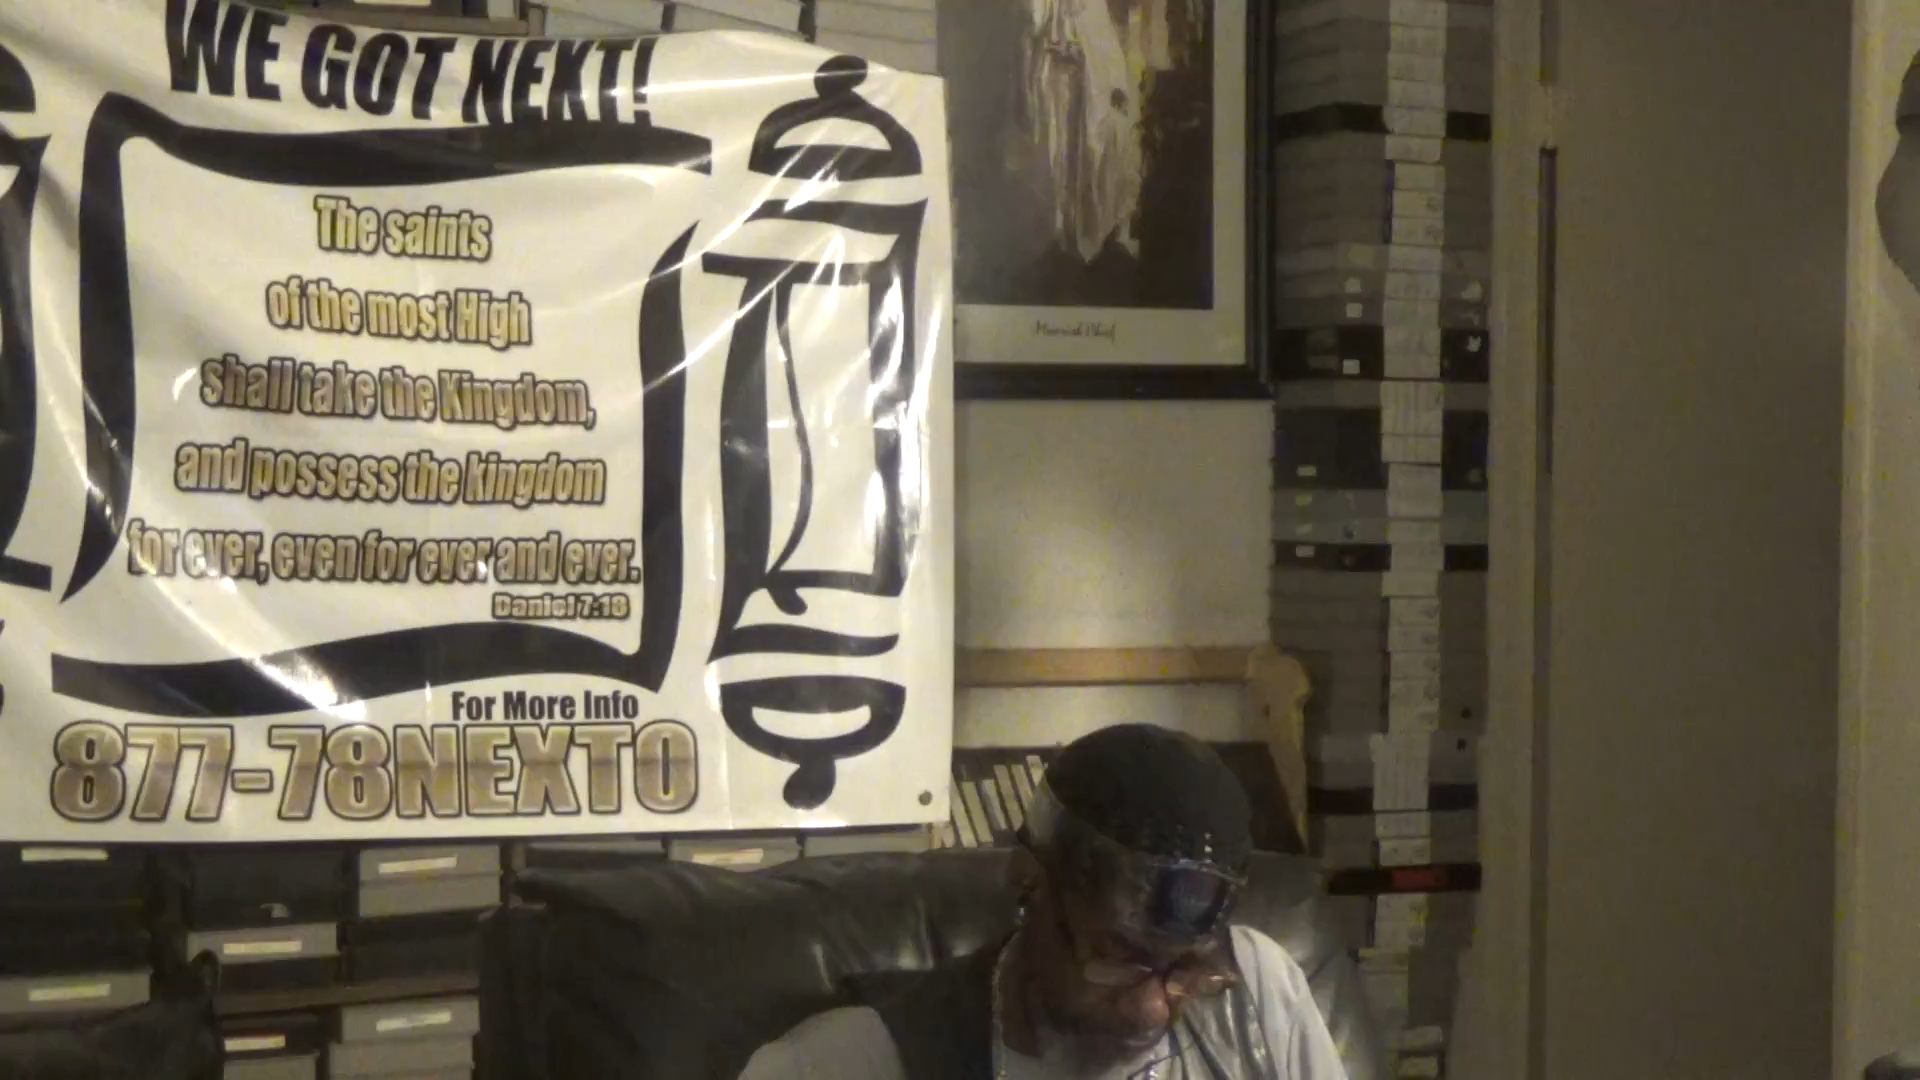 WE GOT NEXT!
The saints
of the most High
shall take the Kingdom,
and possess the kingdom
for ever, even for ever and ever.
Daniel 7:18
For More Info
877-78NEXTO